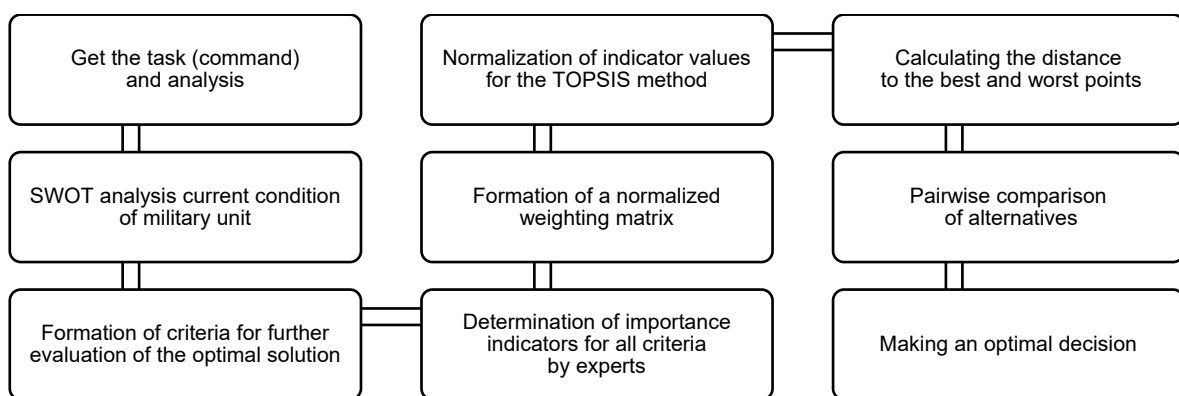 Get the task (command)
and analysis
SWOT analysis current condition
of military unit
Formation of criteria for further
evaluation of the optimal solution
Determination of importance
indicators for all criteria
by experts
Formation of a normalized
weighting matrix
Normalization of indicator values
for the TOPSIS method
Calculating the distance
to the best and worst points
Pairwise comparison
of alternatives
Making an optimal decision